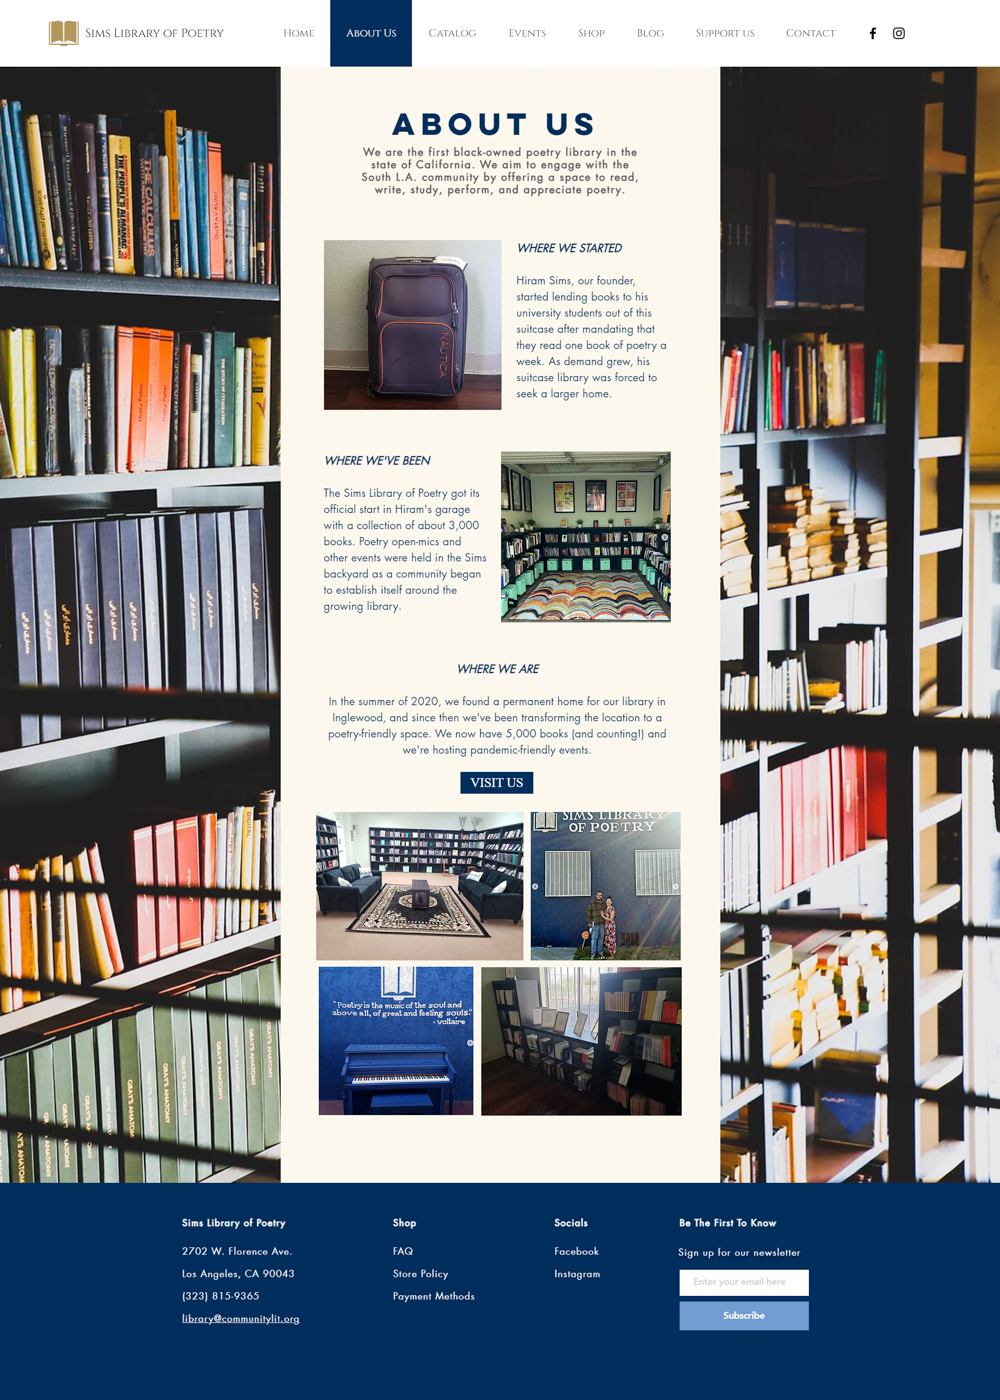 Sims Library of Poetry
Home
About Us
Catalog
Events
Shop
Blog
Support us
Contact
ABOUT US
We are the first black-owned poetry library in the
state of California. We aim to engage with the
South L.A. community by offering a space to read,
write, study, perform, and appreciate poetry.
WHERE WE STARTED
Hiram Sims, our founder,
started lending books to his
university students out of this
suitcase after mandating that
they read one book of poetry a
week. As demand grew, his
suitcase library was forced to
seek a larger home.
NAUTICA
WHERE WE'VE BEEN
The Sims Library of Poetry got its
official start in Hiram's garage
with a collection of about 3,000
books. Poetry open-mics and
other events were held in the Sims
backyard as a community began
to establish itself around the
growing library.
WHERE WE ARE
In the summer of 2020, we found a permanent home for our library in
Inglewood, and since then we've been transforming the location to a
poetry-friendly space. We now have 5,000 books (and counting!) and
we're hosting pandemic-friendly events.
VISIT US
SIMS LIBRARY
OF POETRY
"Poetry is the music of the soul and
above all, of great and feeling souls."
- Voltaire
THE PEOPLE'S ALMANAC 2
THE CALCULUS
GRAY'S ANATOMY
GRAY'S ANATOMY
GRAY'S ANATOMY
Sims Library of Poetry
2702 W. Florence Ave.
Los Angeles, CA 90043
(323) 815-9365
library@communitylit.org
Shop
FAQ
Store Policy
Payment Methods
Socials
Facebook
Instagram
Be The First To Know
Sign up for our newsletter
Enter your email here
Subscribe